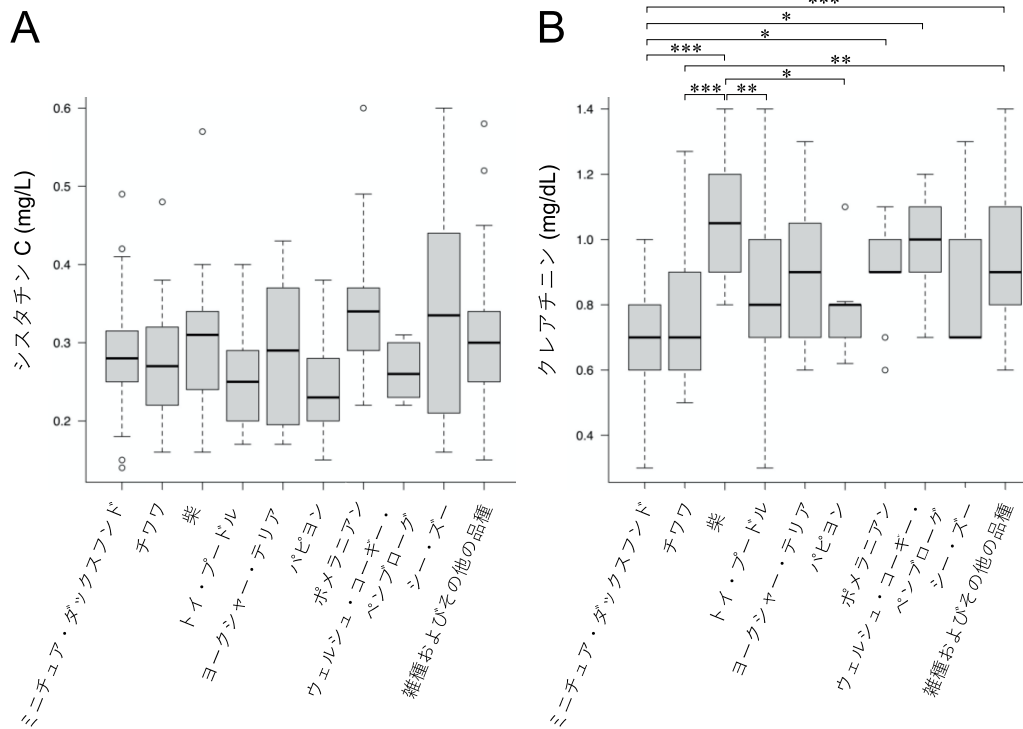 A
B
***
*
*
***
**
*
***
**
シスタチン C (mg/L)
0.6
0.5
0.4
0.3
0.2
クレアチニン (mg/dL)
1.4
1.2
1.0
0.8
0.6
0.4
ミニチュア・ダックスフンド
チワワ
柴
トイ・プードル
ヨークシャー・テリア
パピヨン
ポメラニアン
ウェルシュ・コーギー・
ペンブローグ
シー・ズー
雑種およびその他の品種
ミニチュア・ダックスフンド
チワワ
柴
トイ・プードル
ヨークシャー・テリア
パピヨン
ポメラニアン
ウェルシュ・コーギー・
ペンブローグ
シー・ズー
雑種およびその他の品種